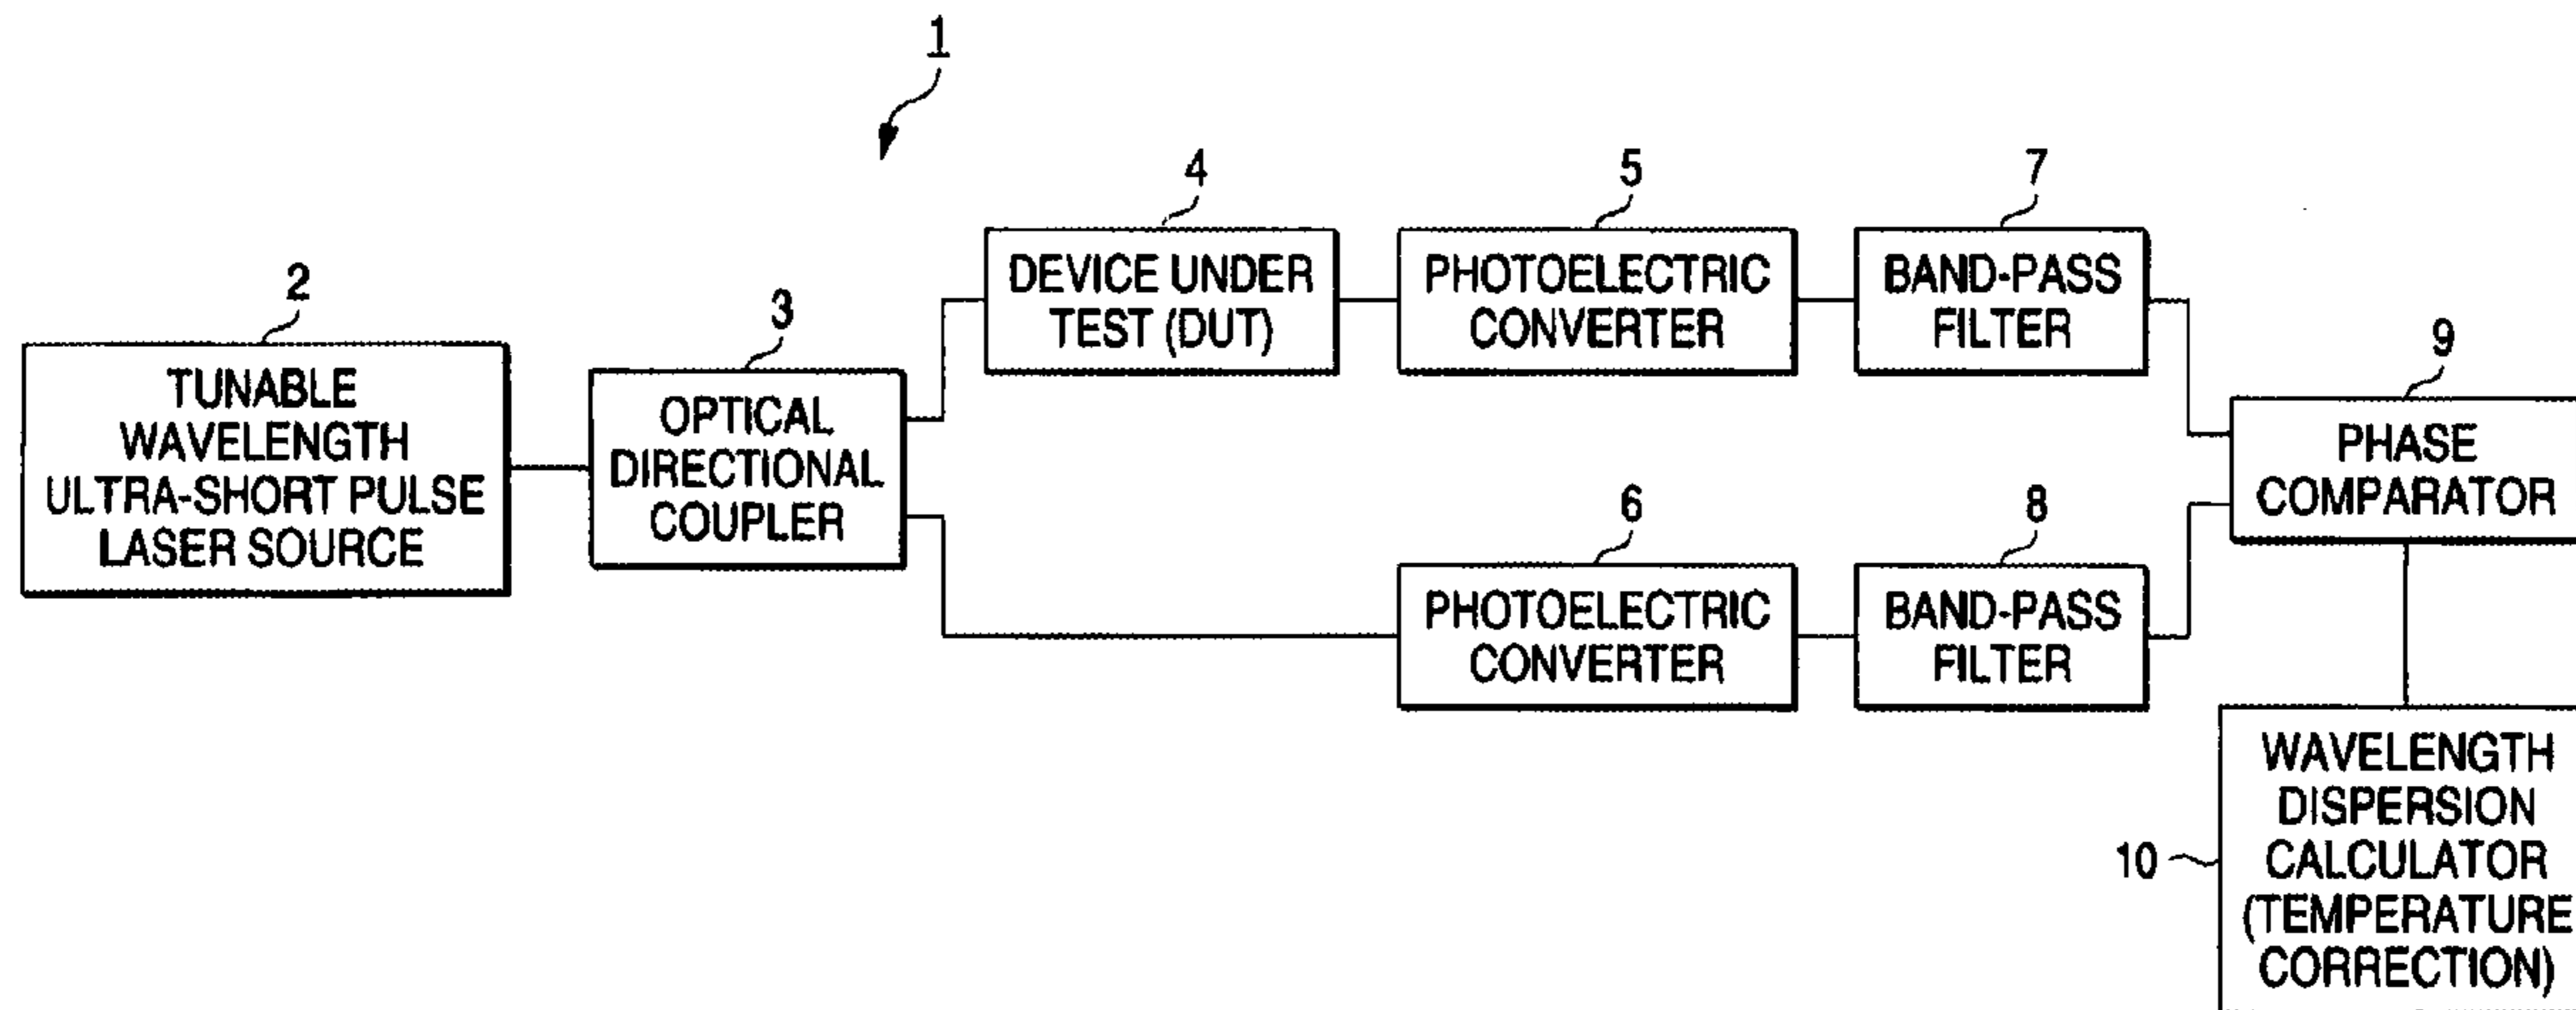 1
2
TUNABLE
WAVELENGTH
ULTRA-SHORT PULSE
LASER SOURCE
3
OPTICAL
DIRECTIONAL
COUPLER
4
DEVICE UNDER
TEST (DUT)
5
PHOTOELECTRIC
CONVERTER
7
BAND-PASS
FILTER
6
PHOTOELECTRIC
CONVERTER
8
BAND-PASS
FILTER
9
PHASE
COMPARATOR
10
WAVELENGTH
DISPERSION
CALCULATOR
(TEMPERATURE
CORRECTION)